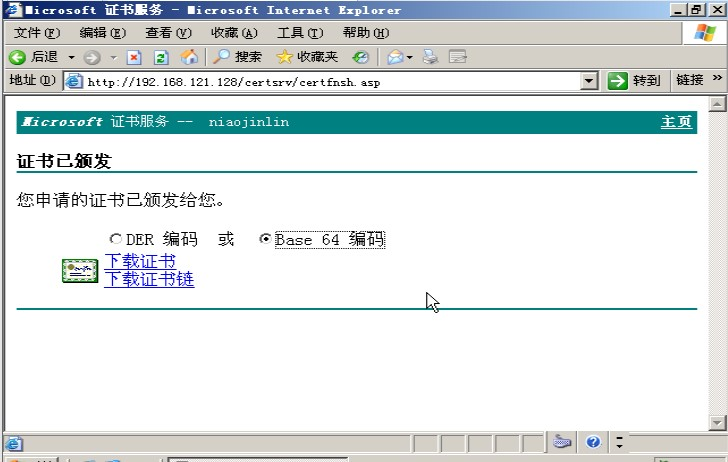 Microsoft 证书服务 - Microsoft Internet Explorer
文件(F) 编辑(E) 查看(V) 收藏(A) 工具(T) 帮助(H)
后退 搜索 收藏夹
地址(D) http://192.168.121.128/certsrv/certfnsh.asp 转到 链接 »
Microsoft 证书服务 -- niaojinlin 主页
证书已颁发
您申请的证书已颁发给您。
DER 编码 或 Base 64 编码
下载证书
下载证书链